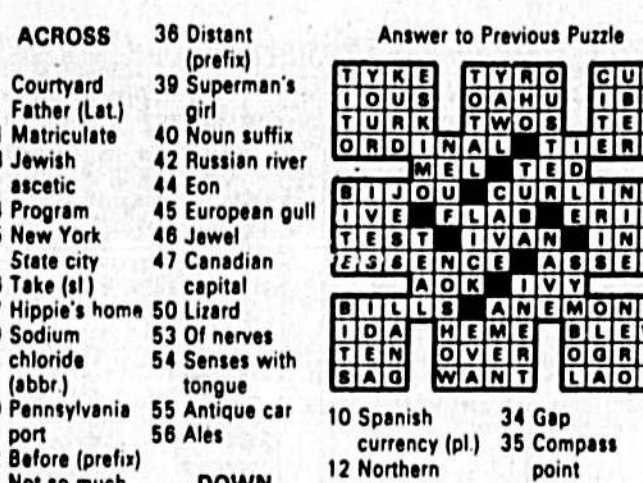 ACROSS
Courtyard
Father (Lat.)
Matriculate
Jewish
ascetic
Program
New York
State city
Take (sl)
Hippie's home
Sodium
chloride
(abbr.)
Pennsylvania
port
Before (prefix)
Not so much
36 Distant
(prefix)
39 Superman's
girl
40 Noun suffix
42 Russian river
44 Eon
45 European gull
46 Jewel
47 Canadian
capital
50 Lizard
53 Of nerves
54 Senses with
tongue
55 Antique car
56 Ales
DOWN
Answer to Previous Puzzle
TYKE TYRO CU
IOUS OAHU IB
TURK TWOS TE
ORDINAL TIER
MEL TED
BIJOU CURLIN
IVE FLAB ERI
TEST IVAN IN
ESSENCE ASSE
AOK IVY
BILLS ANEMON
IDA HEME BLE
TEN OVER OGR
SAG WANT LAO
10 Spanish
currency (pl.)
12 Northern
34 Gap
35 Compass
point